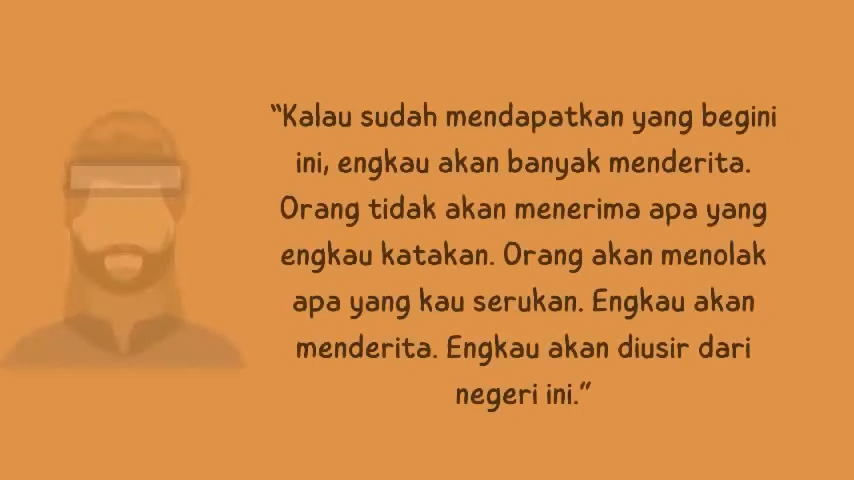 “Kalau sudah mendapatkan yang begini
ini, engkau akan banyak menderita.
Orang tidak akan menerima apa yang
engkau katakan. Orang akan menolak
apa yang kau serukan. Engkau akan
menderita. Engkau akan diusir dari
negeri ini.”